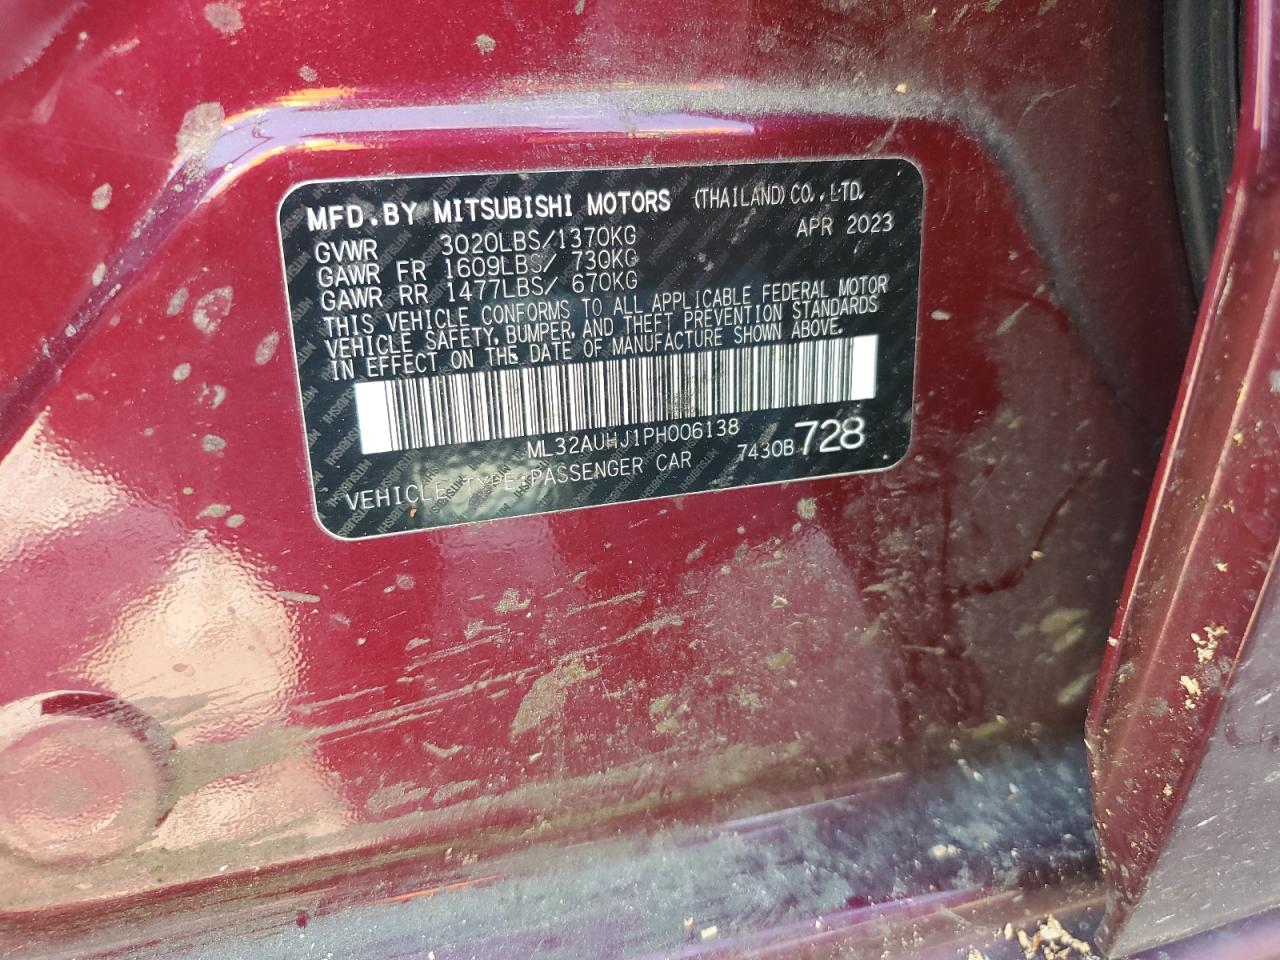 MFD.BY MITSUBISHI MOTORS (THAILAND) CO.,LTD.
APR 2023
GVWR 3020LBS/1370KG
GAWR FR 1609LBS/ 730KG
GAWR RR 1477LBS/ 670KG
THIS VEHICLE CONFORMS TO ALL APPLICABLE FEDERAL MOTOR
VEHICLE SAFETY, BUMPER, AND THEFT PREVENTION STANDARDS
IN EFFECT ON THE DATE OF MANUFACTURE SHOWN ABOVE.
ML32AUHJ1PH006138
7430B 728
VEHICLE TYPE:PASSENGER CAR